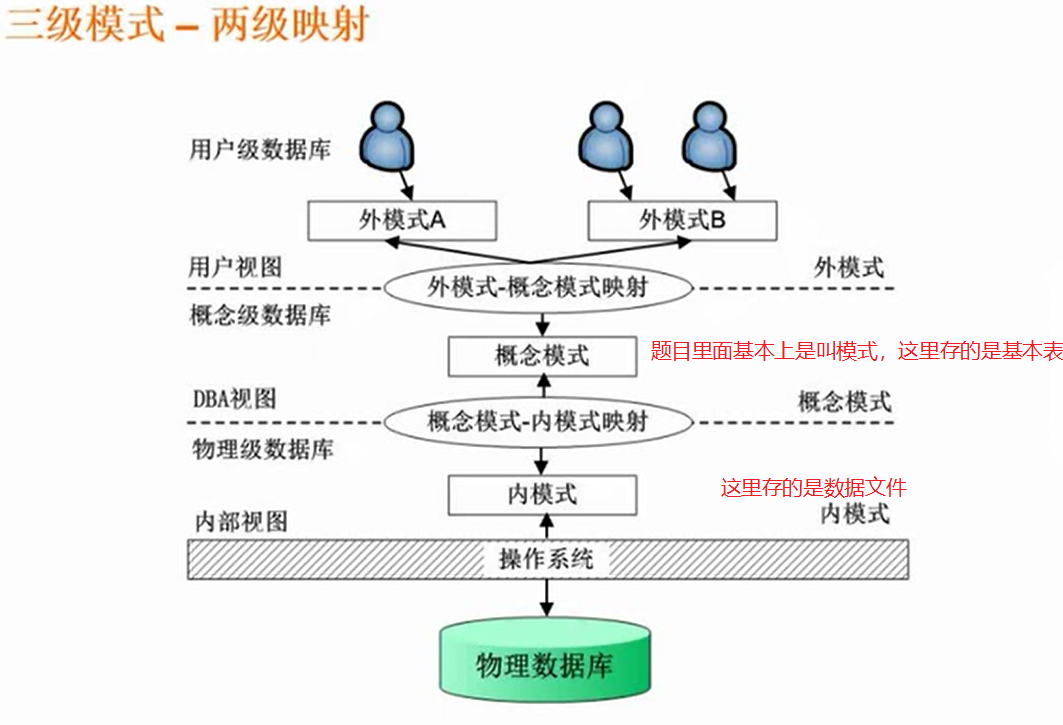 三级模式 – 两级映射
用户级数据库
外模式A
外模式B
用户视图
外模式
外模式-概念模式映射
概念级数据库
概念模式
题目里面基本上是叫模式，这里存的是基本表
DBA视图
概念模式
概念模式-内模式映射
物理级数据库
内模式
这里存的是数据文件
内部视图
内模式
操作系统
物理数据库